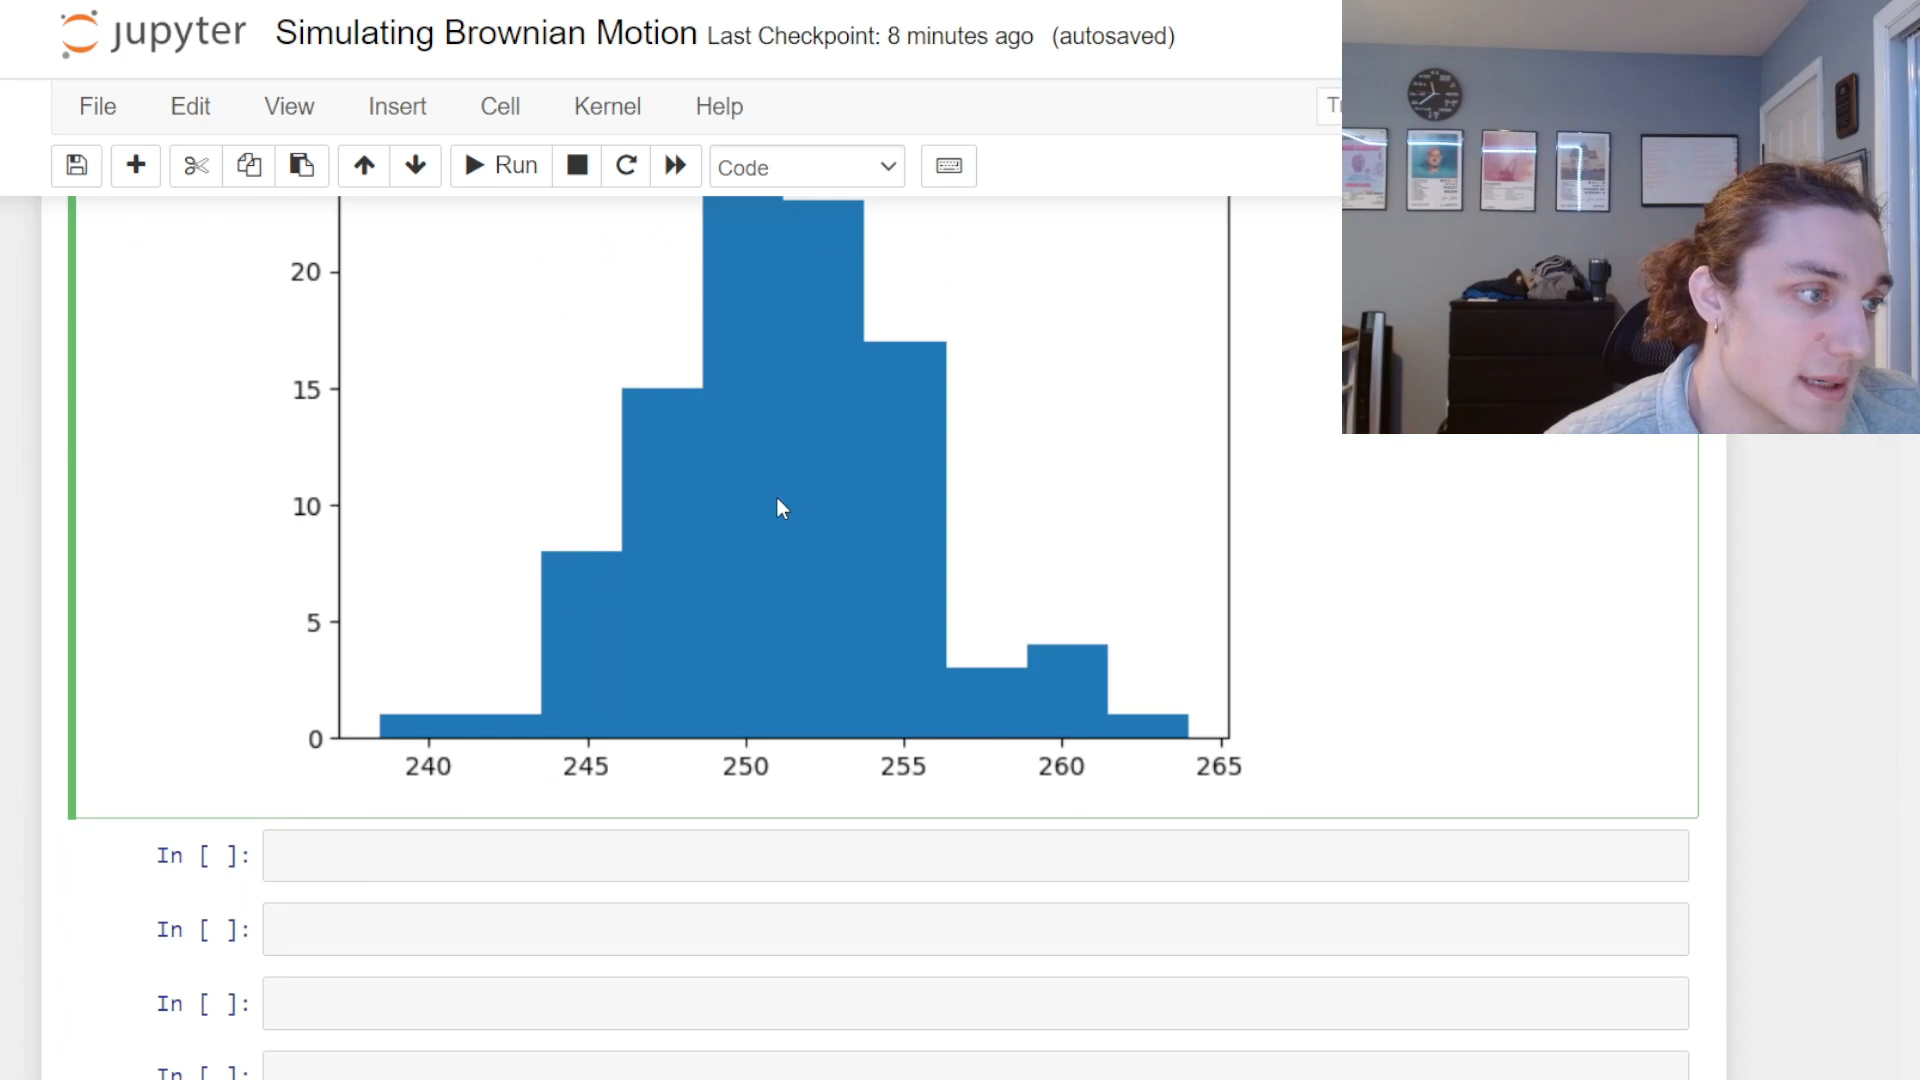 jupyter Simulating Brownian Motion Last Checkpoint: 8 minutes ago (autosaved)
File Edit View Insert Cell Kernel Help
Run Code
20
15
10
5
0
240 245 250 255 260 265
In [ ]:
In [ ]:
In [ ]:
In [ ]: